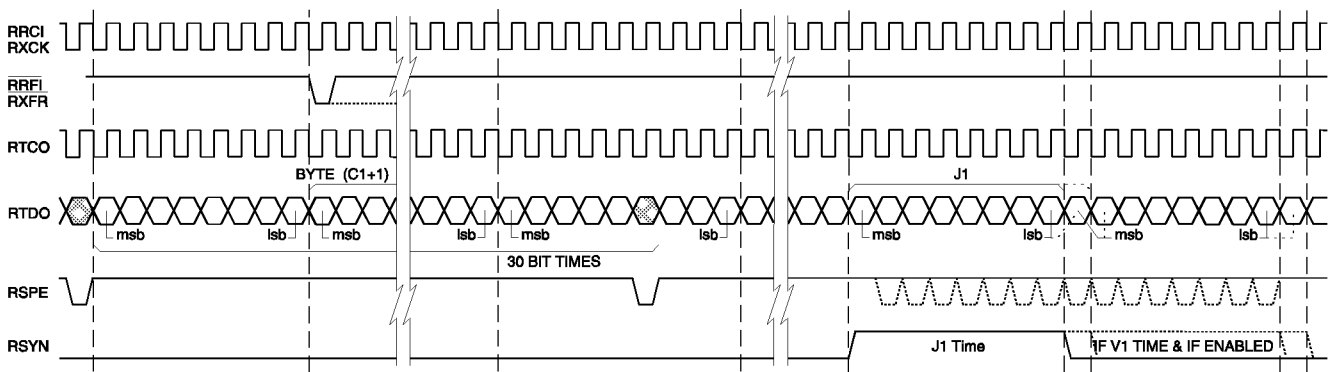 RRCI
RXCK
RRFI
RXFR
RTCO
BYTE (C1+1)
J1
RTDO
msb lsb msb lsb msb lsb msb lsb msb lsb
30 BIT TIMES
RSPE
RSYN
J1 Time
IF V1 TIME & IF ENABLED